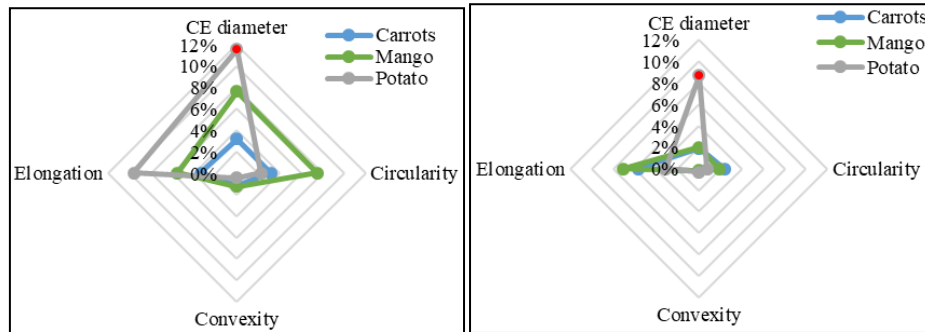 CE diameter
12%
10%
8%
6%
4%
2%
0%
Carrots
Mango
Potato
Elongation
Circularity
Convexity
CE diameter
12%
10%
8%
6%
4%
2%
0%
Carrots
Mango
Potato
Elongation
Circularity
Convexity